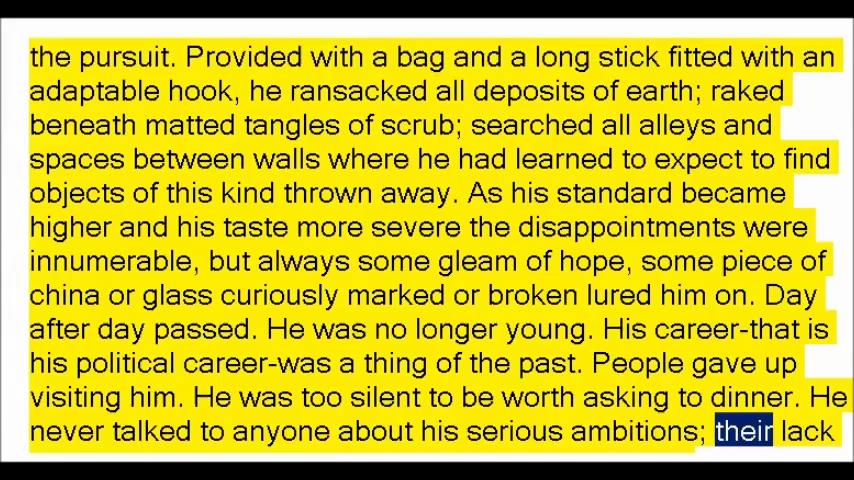 the pursuit. Provided with a bag and a long stick fitted with an
adaptable hook, he ransacked all deposits of earth; raked
beneath matted tangles of scrub; searched all alleys and
spaces between walls where he had learned to expect to find
objects of this kind thrown away. As his standard became
higher and his taste more severe the disappointments were
innumerable, but always some gleam of hope, some piece of
china or glass curiously marked or broken lured him on. Day
after day passed. He was no longer young. His career-that is
his political career-was a thing of the past. People gave up
visiting him. He was too silent to be worth asking to dinner. He
never talked to anyone about his serious ambitions; their lack